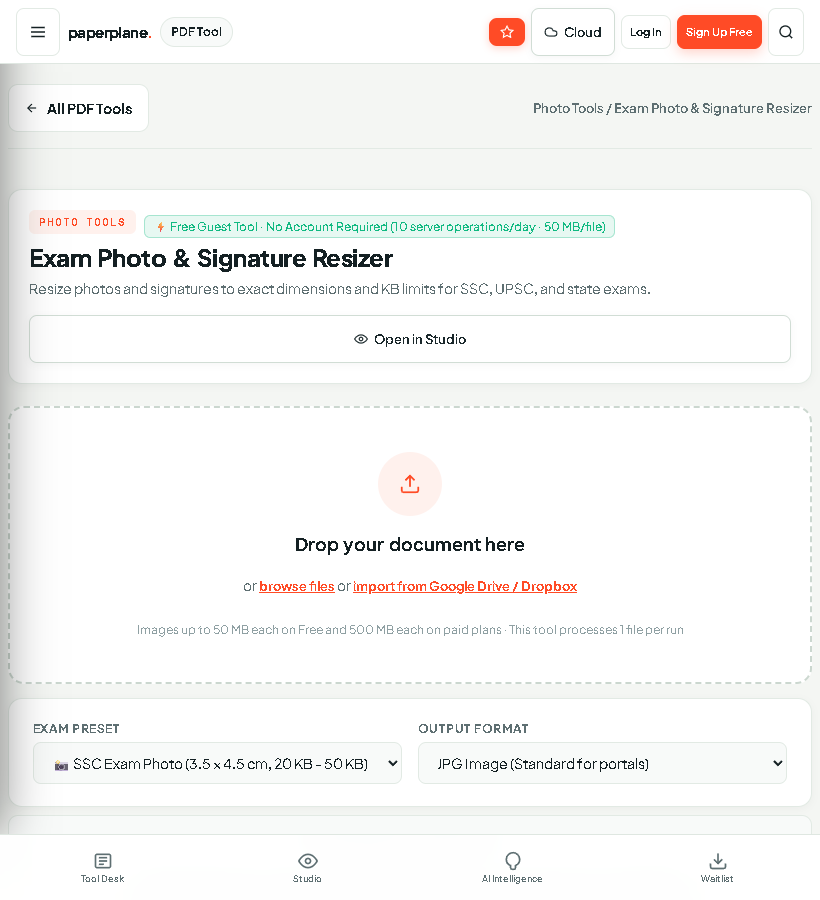 paperplane.
PDF Tool
Cloud
Log In
Sign Up Free
All PDF Tools
Photo Tools / Exam Photo & Signature Resizer
PHOTO TOOLS
Free Guest Tool · No Account Required (10 server operations/day · 50 MB/file)
Exam Photo & Signature Resizer
Resize photos and signatures to exact dimensions and KB limits for SSC, UPSC, and state exams.
Open in Studio
Drop your document here
or browse files or import from Google Drive / Dropbox
Images up to 50 MB each on Free and 500 MB each on paid plans · This tool processes 1 file per run
EXAM PRESET
OUTPUT FORMAT
SSC Exam Photo (3.5 x 4.5 cm, 20 KB - 50 KB)
JPG Image (Standard for portals)
Tool Desk
Studio
AI Intelligence
Waitlist